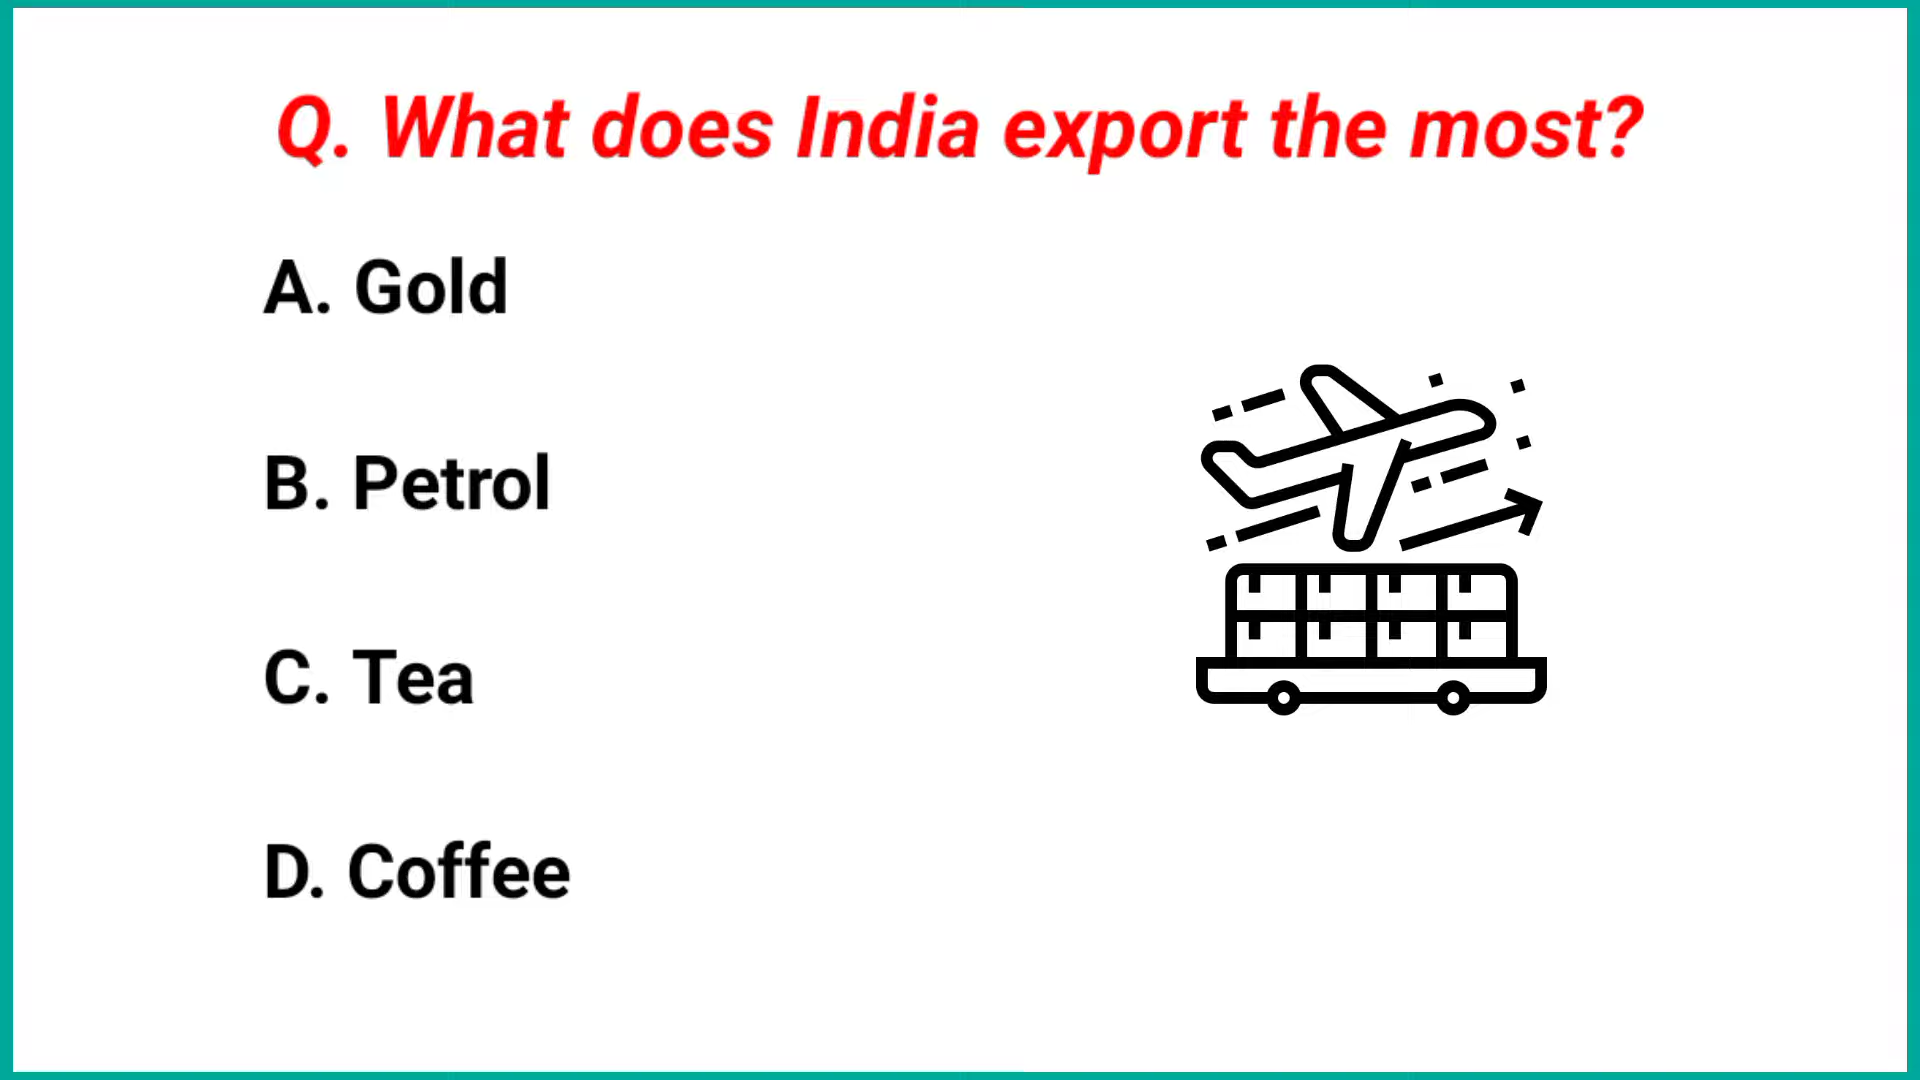 Q. What does India export the most?
A. Gold
B. Petrol
C. Tea
D. Coffee